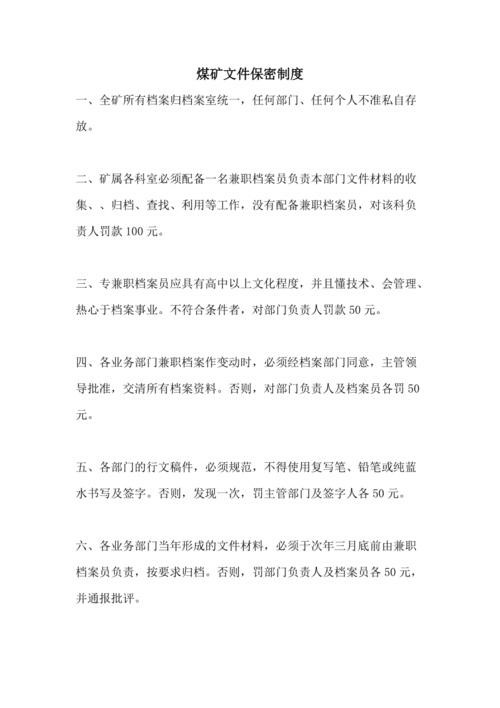 煤矿文件保密制度
一、全矿所有档案归档案室统一，任何部门、任何个人不准私自存
放。
二、矿属各科室必须配备一名兼职档案员负责本部门文件材料的收
集、、归档、查找、利用等工作，没有配备兼职档案员，对该科负
责人罚款100元。
三、专兼职档案员应具有高中以上文化程度，并且懂技术、会管理、
热心于档案事业。不符合条件者，对部门负责人罚款50元。
四、各业务部门兼职档案作变动时，必须经档案部门同意，主管领
导批准，交清所有档案资料。否则，对部门负责人及档案员各罚50
元。
五、各部门的行文稿件，必须规范，不得使用复写笔、铅笔或纯蓝
水书写及签字。否则，发现一次，罚主管部门及签字人各50元。
六、各业务部门当年形成的文件材料，必须于次年三月底前由兼职
档案员负责，按要求归档。否则，罚部门负责人及档案员各50元，
并通报批评。